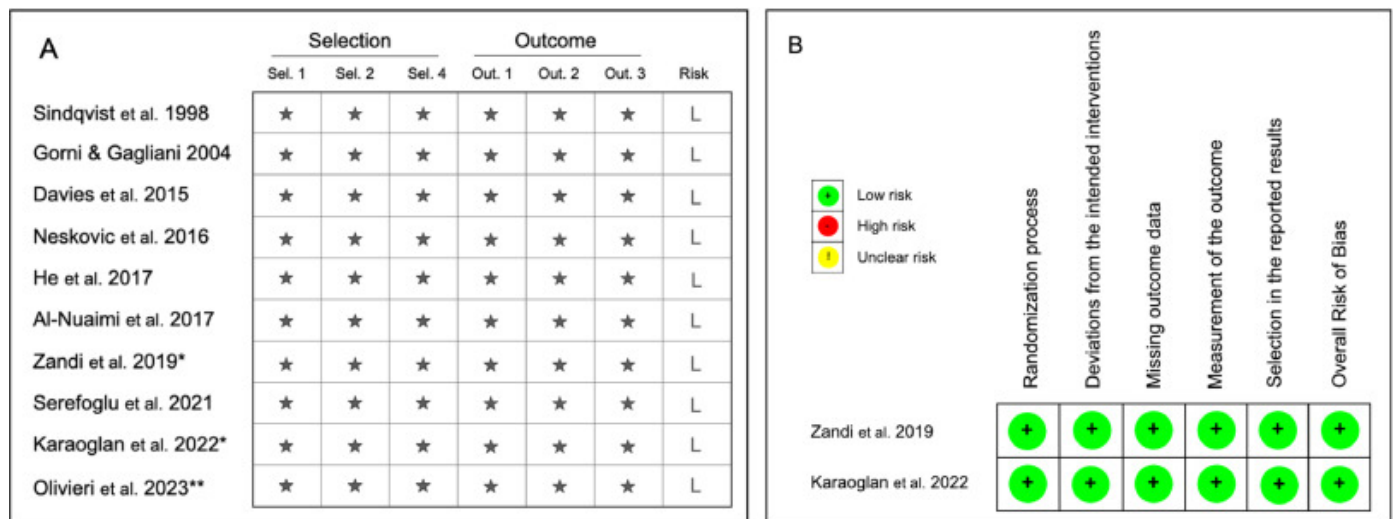 A
Selection Outcome
Sel. 1 Sel. 2 Sel. 4 Out. 1 Out. 2 Out. 3 Risk
Sindqvist et al. 1998 ★ ★ ★ ★ ★ ★ L
Gorni & Gagliani 2004 ★ ★ ★ ★ ★ ★ L
Davies et al. 2015 ★ ★ ★ ★ ★ ★ L
Neskovic et al. 2016 ★ ★ ★ ★ ★ ★ L
He et al. 2017 ★ ★ ★ ★ ★ ★ L
Al-Nuaimi et al. 2017 ★ ★ ★ ★ ★ ★ L
Zandi et al. 2019* ★ ★ ★ ★ ★ ★ L
Serefoglu et al. 2021 ★ ★ ★ ★ ★ ★ L
Karaoglan et al. 2022* ★ ★ ★ ★ ★ ★ L
Olivieri et al. 2023** ★ ★ ★ ★ ★ ★ L
B
+ Low risk
High risk
! Unclear risk
Randomization process
Deviations from the intended interventions
Missing outcome data
Measurement of the outcome
Selection in the reported results
Overall Risk of Bias
Zandi et al. 2019 + + + + + +
Karaoglan et al. 2022 + + + + + +